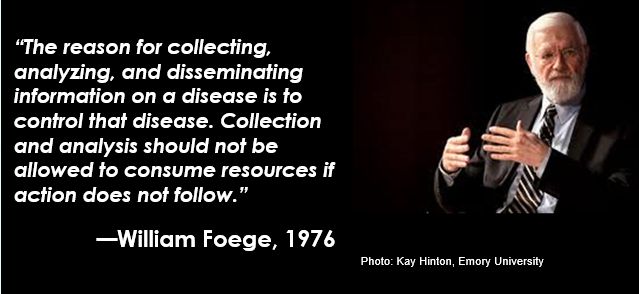 “The reason for collecting,
analyzing, and disseminating
information on a disease is to
control that disease. Collection
and analysis should not be
allowed to consume resources if
action does not follow.”
—William Foege, 1976
Photo: Kay Hinton, Emory University